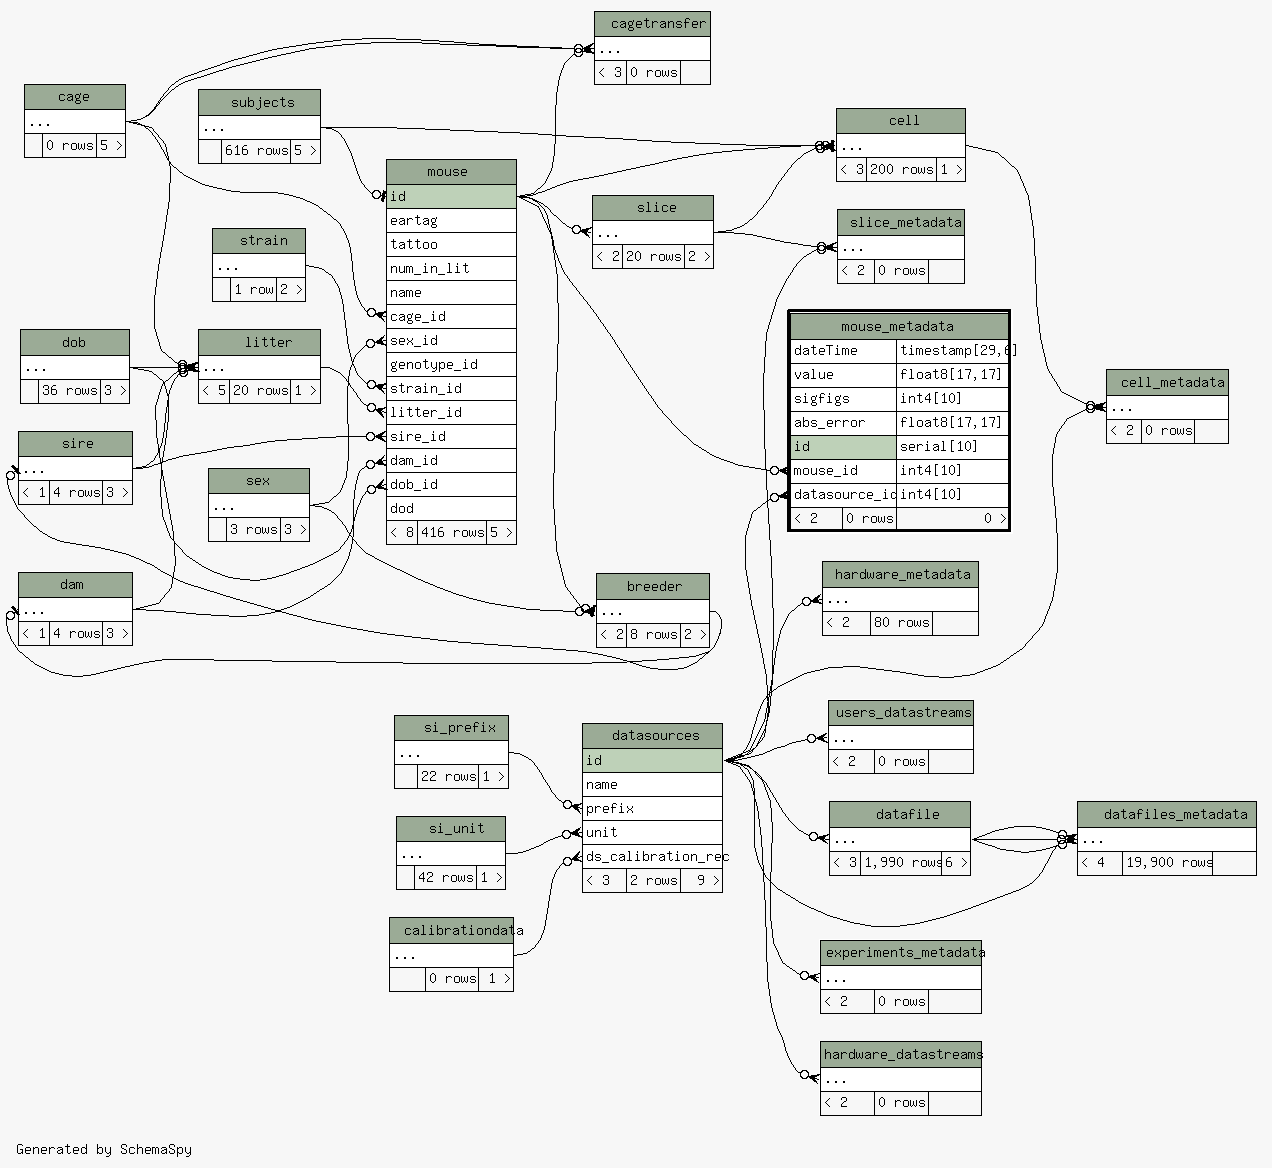 cagetransfer
...
< 3 0 rows
cage
...
0 rows 5 >
subjects
...
616 rows 5 >
cell
...
< 3 200 rows 1 >
mouse
id
eartag
tattoo
num_in_lit
name
cage_id
sex_id
genotype_id
strain_id
litter_id
sire_id
dam_id
dob_id
dod
< 8 416 rows 5 >
slice
...
< 2 20 rows 2 >
slice_metadata
...
< 2 0 rows
strain
...
1 row 2 >
mouse_metadata
dateTime timestamp[29,6]
value float8[17,17]
sigfigs int4[10]
abs_error float8[17,17]
id serial[10]
mouse_id int4[10]
datasource_id int4[10]
< 2 0 rows 0 >
dob
...
36 rows 3 >
litter
...
< 5 20 rows 1 >
cell_metadata
...
< 2 0 rows
sire
...
< 1 4 rows 3 >
sex
...
3 rows 3 >
hardware_metadata
...
< 2 80 rows
dam
...
< 1 4 rows 3 >
breeder
...
< 2 8 rows 2 >
users_datastreams
...
< 2 0 rows
si_prefix
...
22 rows 1 >
datasources
id
name
prefix
unit
ds_calibration_rec
< 3 2 rows 9 >
datafile
...
< 3 1,990 rows 6 >
datafiles_metadata
...
< 4 19,900 rows
si_unit
...
42 rows 1 >
calibrationdata
...
0 rows 1 >
experiments_metadata
...
< 2 0 rows
hardware_datastreams
...
< 2 0 rows
Generated by SchemaSpy